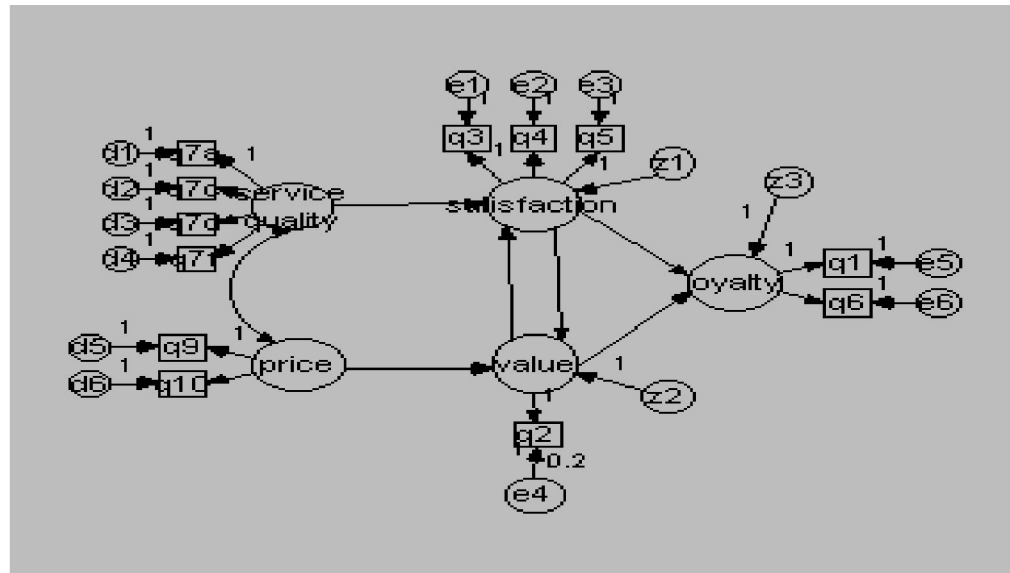 e1 e2 e3
1 1 1
q3 q4 q5
1 1
d1 1 q7a 1
z1
d2 1
service
z3
satisfaction
d3 1
quality
1
d4 1
1 1
q1 e5
loyalty
1
q6 e6
d5 1 q9 1
price
value 1
d6 1 q10
z2
1
q2
1 0.2
e4